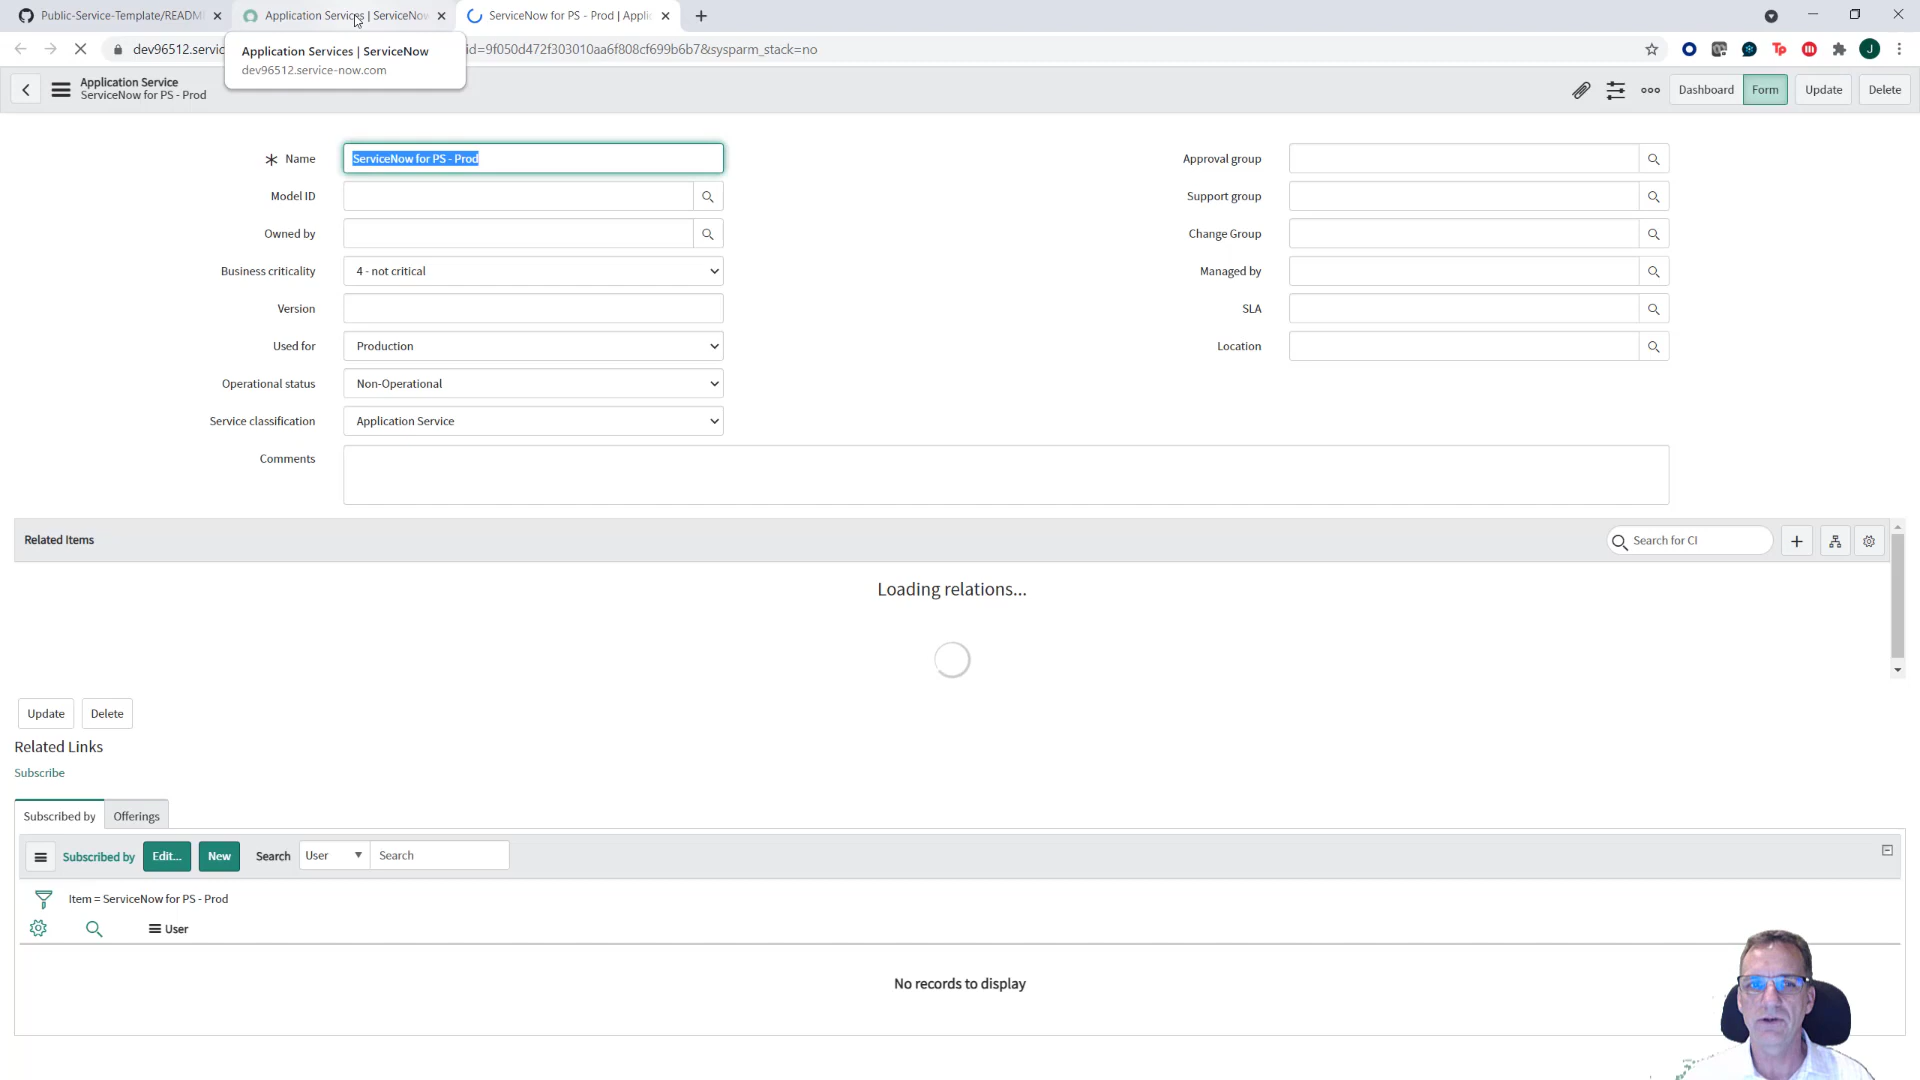 Public-Service-Template/READM
Application Services | ServiceNow
ServiceNow for PS - Prod | Applic
dev96512.servic
id=9f050d472f303010aa6f808cf699b6b7&sysparm_stack=no
Application Services | ServiceNow
dev96512.service-now.com
Tp
J
Application Service
ServiceNow for PS - Prod
Dashboard
Form
Update
Delete
Name
ServiceNow for PS - Prod
Model ID
Owned by
Business criticality
4 - not critical
Version
Used for
Production
Operational status
Non-Operational
Service classification
Application Service
Comments
Approval group
Support group
Change Group
Managed by
SLA
Location
Related Items
Search for CI
Loading relations...
Update
Delete
Related Links
Subscribe
Subscribed by
Offerings
Subscribed by
Edit...
New
Search
User
Search
Item = ServiceNow for PS - Prod
User
No records to display